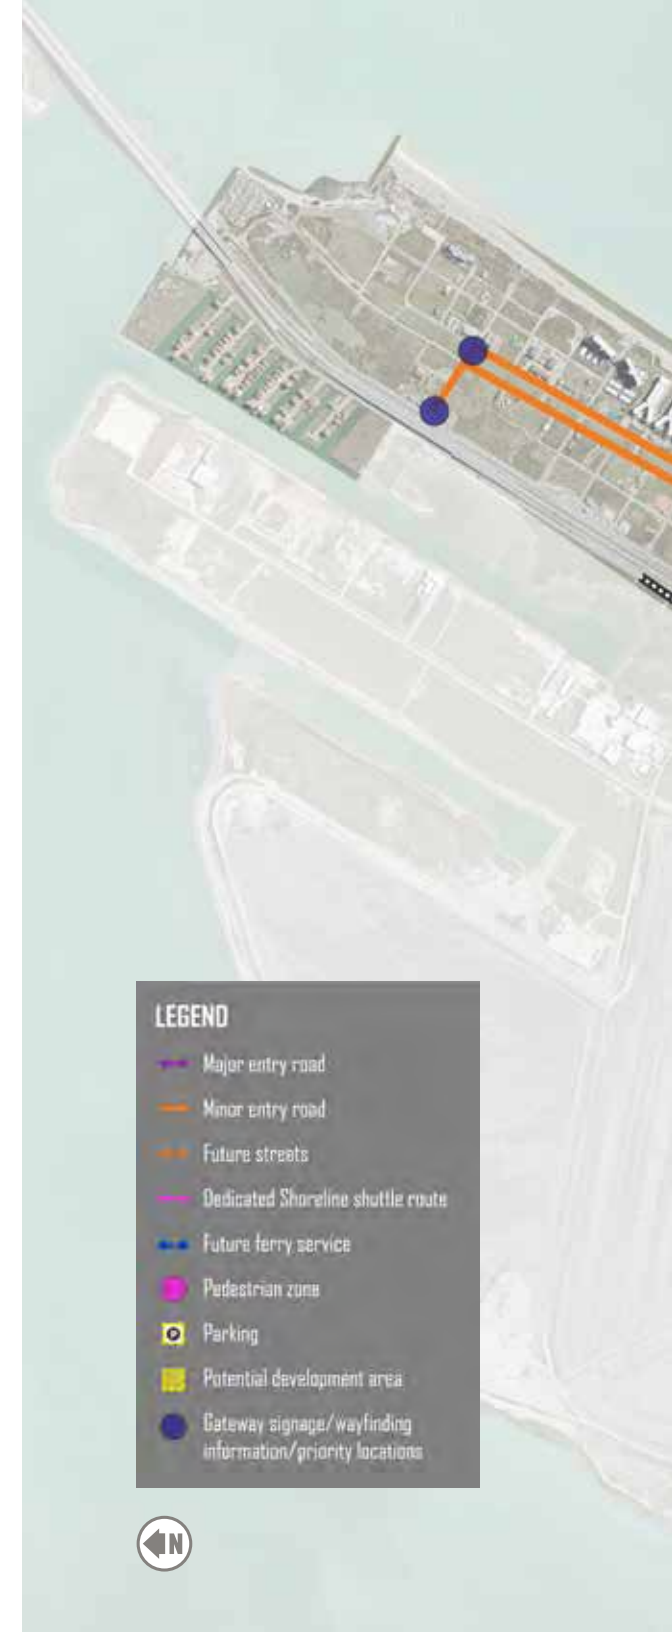 LEGEND
Major entry road
Minor entry road
Future streets
Dedicated Shoreline shuttle route
Future ferry service
Pedestrian zone
P Parking
Potential development area
Gateway signage/wayfinding
information/priority locations
N